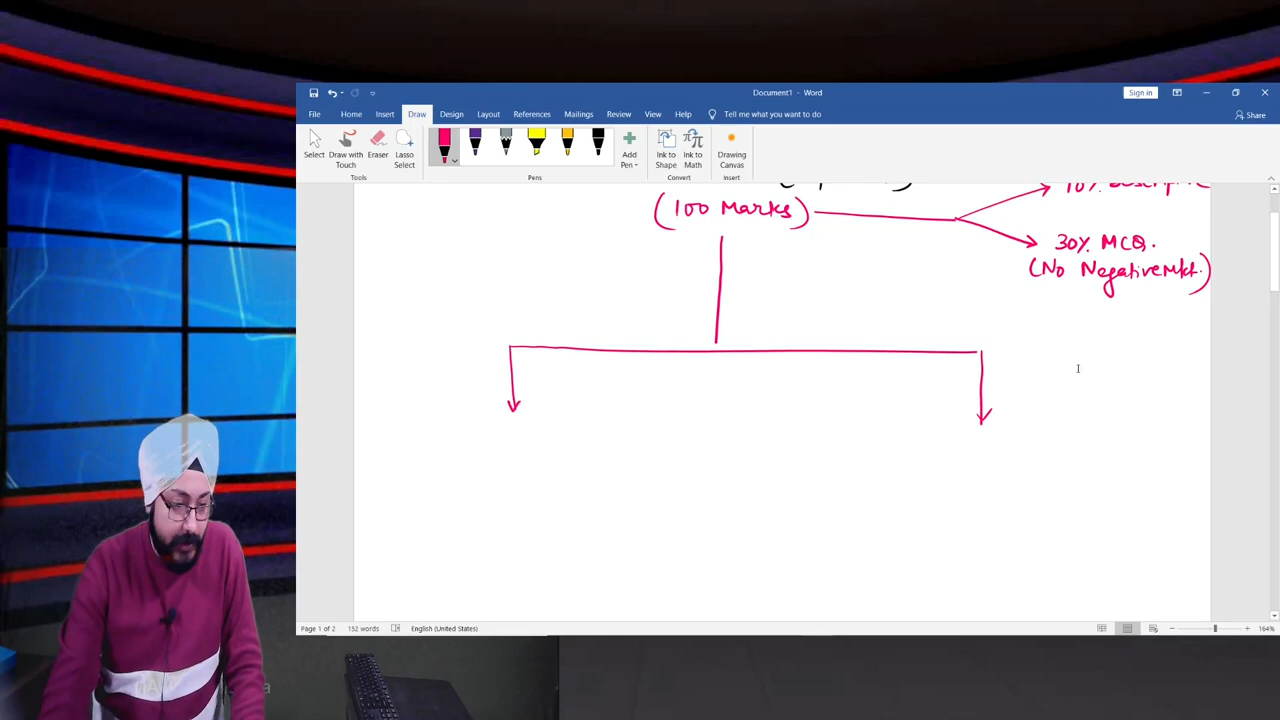 Document1 - Word
Sign in
File Home Insert Draw Design Layout References Mailings Review View Help Tell me what you want to do
Share
Select
Draw with Touch
Eraser
Lasso Select
Add Pen
Ink to Shape
Ink to Math
Drawing Canvas
Tools
Pens
Convert
Insert
(100 Marks)
30% MCQ.
(No Negative Mkt.)
Page 1 of 2 152 words English (United States)
164%